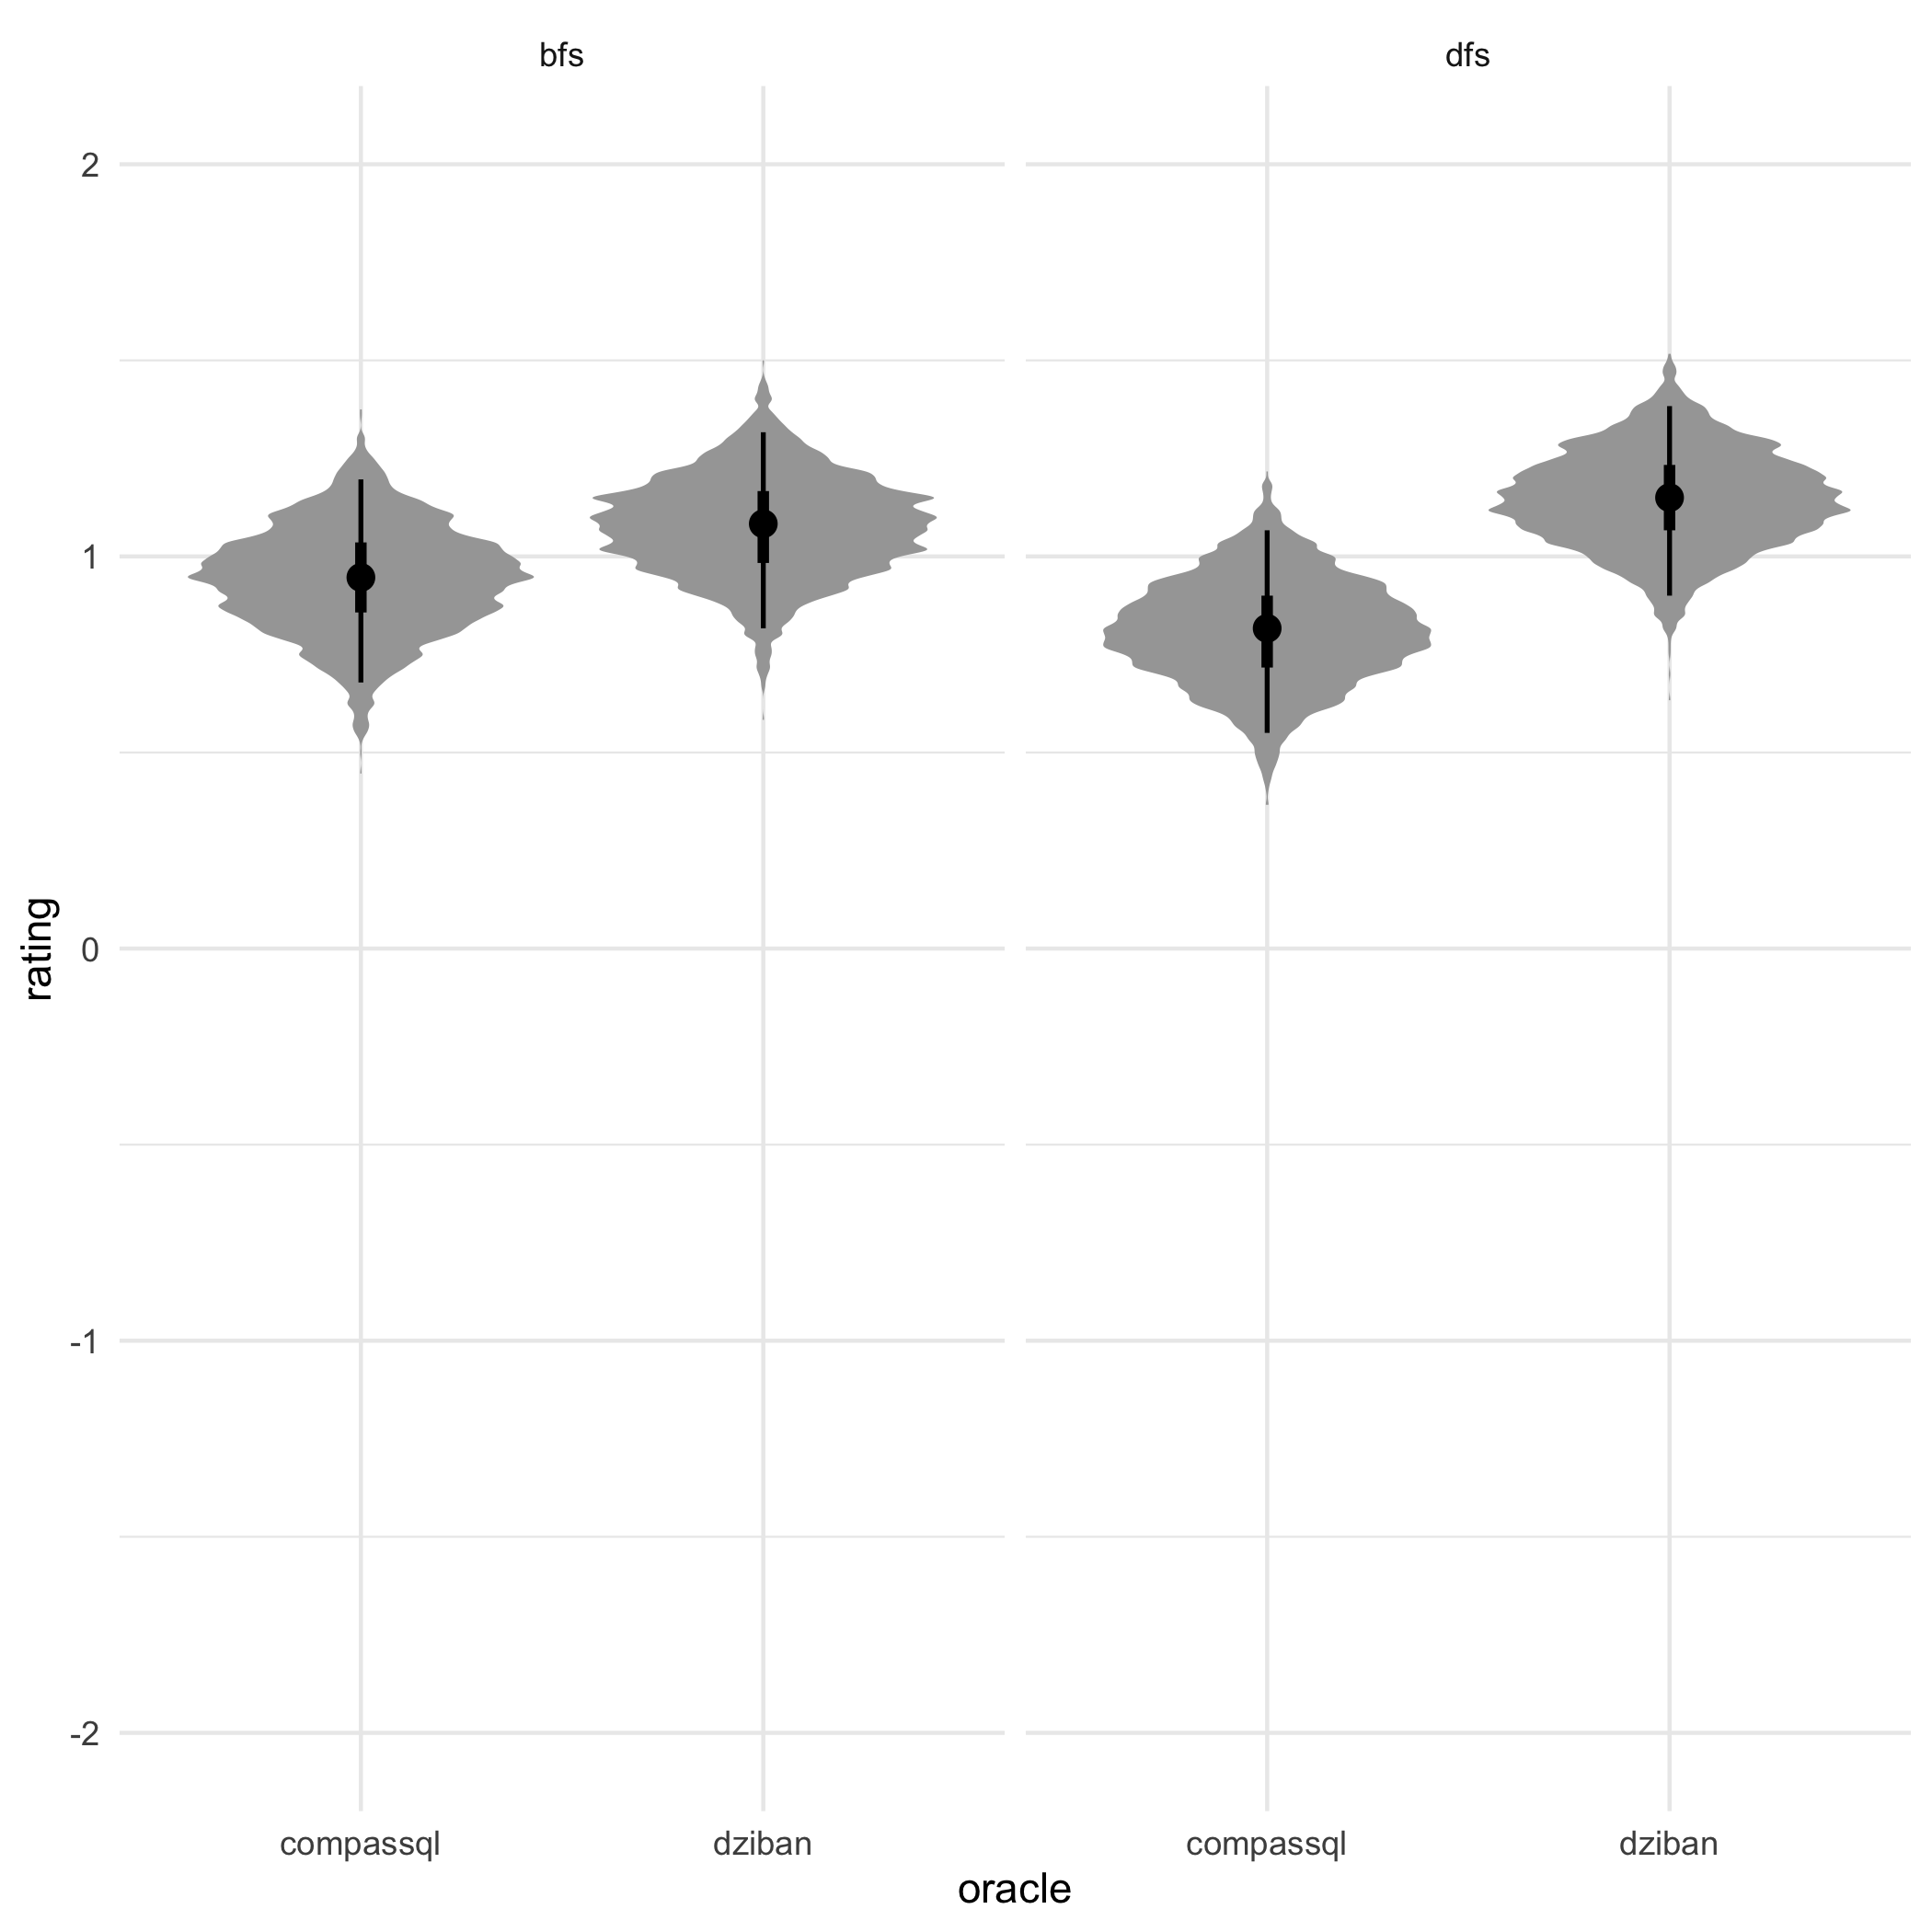 bfs
dfs
2
1
0
-1
-2
rating
compassql
dziban
compassql
dziban
oracle